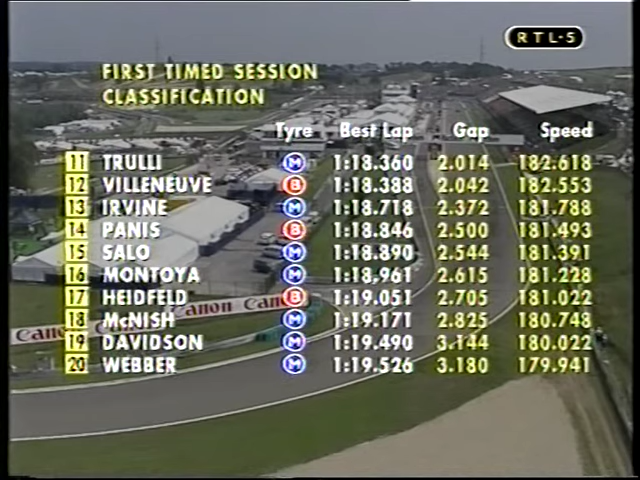 RTL-5
FIRST TIMED SESSION
CLASSIFICATION
Tyre Best Lap Gap Speed
11 TRULLI M 1:18.360 2.014 182.618
12 VILLENEUVE B 1:18.388 2.042 182.553
13 IRVINE M 1:18.718 2.372 181.788
14 PANIS B 1:18.846 2.500 181.493
15 SALO M 1:18.890 2.544 181.391
16 MONTOYA M 1:18.961 2.615 181.228
17 HEIDFELD B 1:19.051 2.705 181.022
18 McNISH M 1:19.171 2.825 180.748
19 DAVIDSON M 1:19.490 3.144 180.022
20 WEBBER M 1:19.526 3.180 179.941
Canon Canon Canon